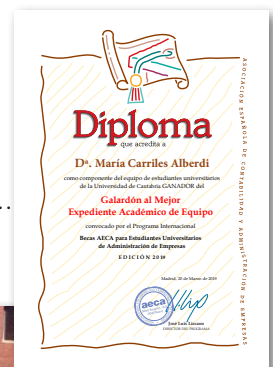 Diploma
que acredita a
Dª. María Carriles Alberdi
como componente del equipo de estudiantes universitarios
de la Universidad de Cantabria GANADOR del
Galardón al Mejor
Expediente Académico de Equipo
convocado por el Programa Internacional
Becas AECA para Estudiantes Universitarios
de Administración de Empresas
EDICIÓN 2019
Madrid, 20 de Marzo de 2019
aeca
José Luis Lizcano
DIRECTOR DEL PROGRAMA
ASOCIACIÓN ESPAÑOLA DE CONTABILIDAD Y ADMINISTRACIÓN DE EMPRESAS